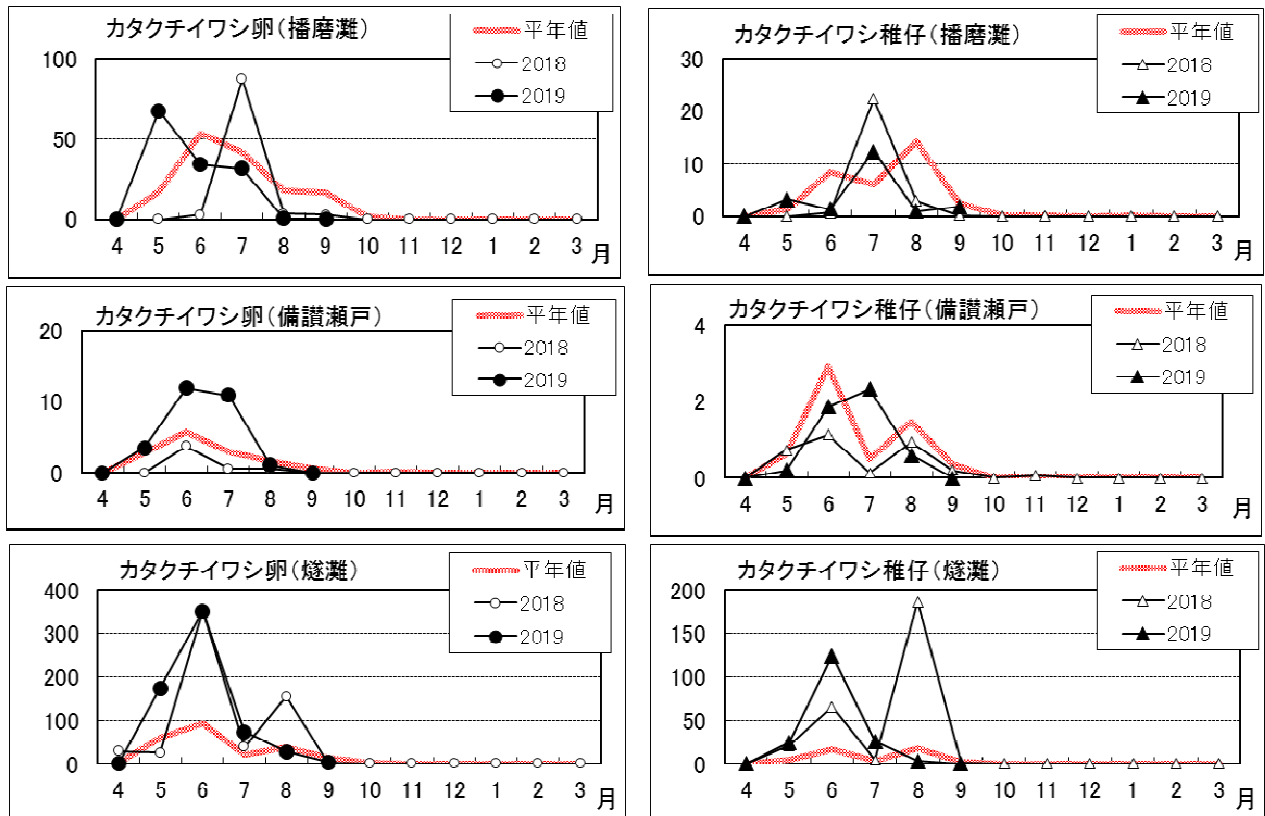 カタクチイワシ卵(播磨灘)
平年値
2018
2019
100
50
0
4 5 6 7 8 9 10 11 12 1 2 3 月
カタクチイワシ稚仔(播磨灘)
平年値
2018
2019
30
20
10
0
4 5 6 7 8 9 10 11 12 1 2 3 月
カタクチイワシ卵(備讃瀬戸)
平年値
2018
2019
20
10
0
4 5 6 7 8 9 10 11 12 1 2 3 月
カタクチイワシ稚仔(備讃瀬戸)
平年値
2018
2019
4
2
0
4 5 6 7 8 9 10 11 12 1 2 3 月
カタクチイワシ卵(燧灘)
平年値
2018
2019
400
300
200
100
0
4 5 6 7 8 9 10 11 12 1 2 3 月
カタクチイワシ稚仔(燧灘)
平年値
2018
2019
200
150
100
50
0
4 5 6 7 8 9 10 11 12 1 2 3 月